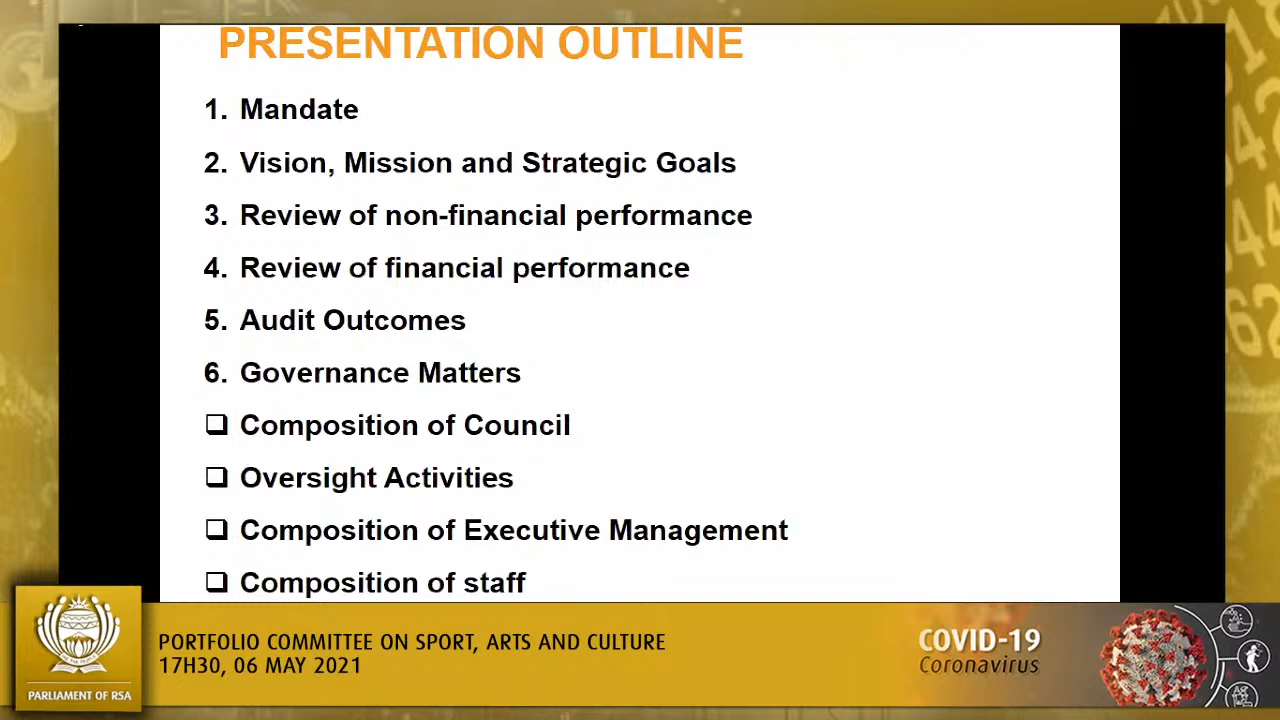 PRESENTATION OUTLINE
1. Mandate
2. Vision, Mission and Strategic Goals
3. Review of non-financial performance
4. Review of financial performance
5. Audit Outcomes
6. Governance Matters
❑ Composition of Council
❑ Oversight Activities
❑ Composition of Executive Management
❑ Composition of staff
PORTFOLIO COMMITTEE ON SPORT, ARTS AND CULTURE
17H30, 06 MAY 2021
PARLIAMENT OF RSA
COVID-19
Coronavirus